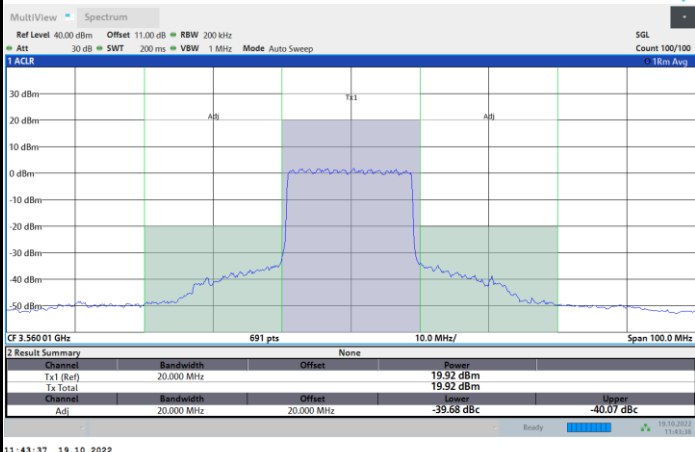 MultiView Spectrum
Ref Level 40.00 dBm Offset 11.00 dB RBW 200 kHz SGL
Att 30 dB SWT 200 ms VBW 1 MHz Mode Auto Sweep Count 100/100
1 ACLR 1Rm Avg
30 dBm
Tx1
20 dBm
Adj Adj
10 dBm
0 dBm
-10 dBm
-20 dBm
-30 dBm
-40 dBm
-50 dBm
CF 3.560 01 GHz 691 pts 10.0 MHz/ Span 100.0 MHz
2 Result Summary None
Channel Bandwidth Offset Power
Tx1 (Ref) 20.000 MHz 19.92 dBm
Tx Total 19.92 dBm
Channel Bandwidth Offset Lower Upper
Adj 20.000 MHz 20.000 MHz -39.68 dBc -40.07 dBc
Ready 19.10.2022
11:43:36
11:43:37 19.10.2022